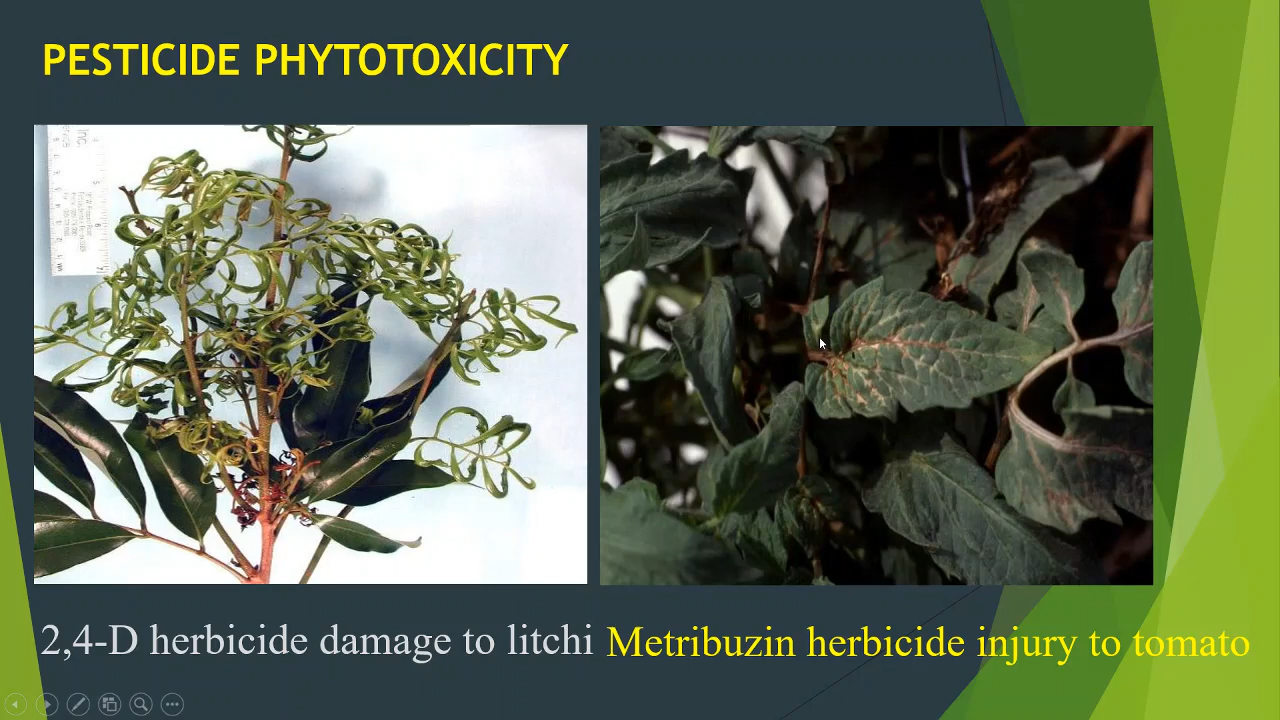 PESTICIDE PHYTOTOXICITY
2,4-D herbicide damage to litchi
Metribuzin herbicide injury to tomato